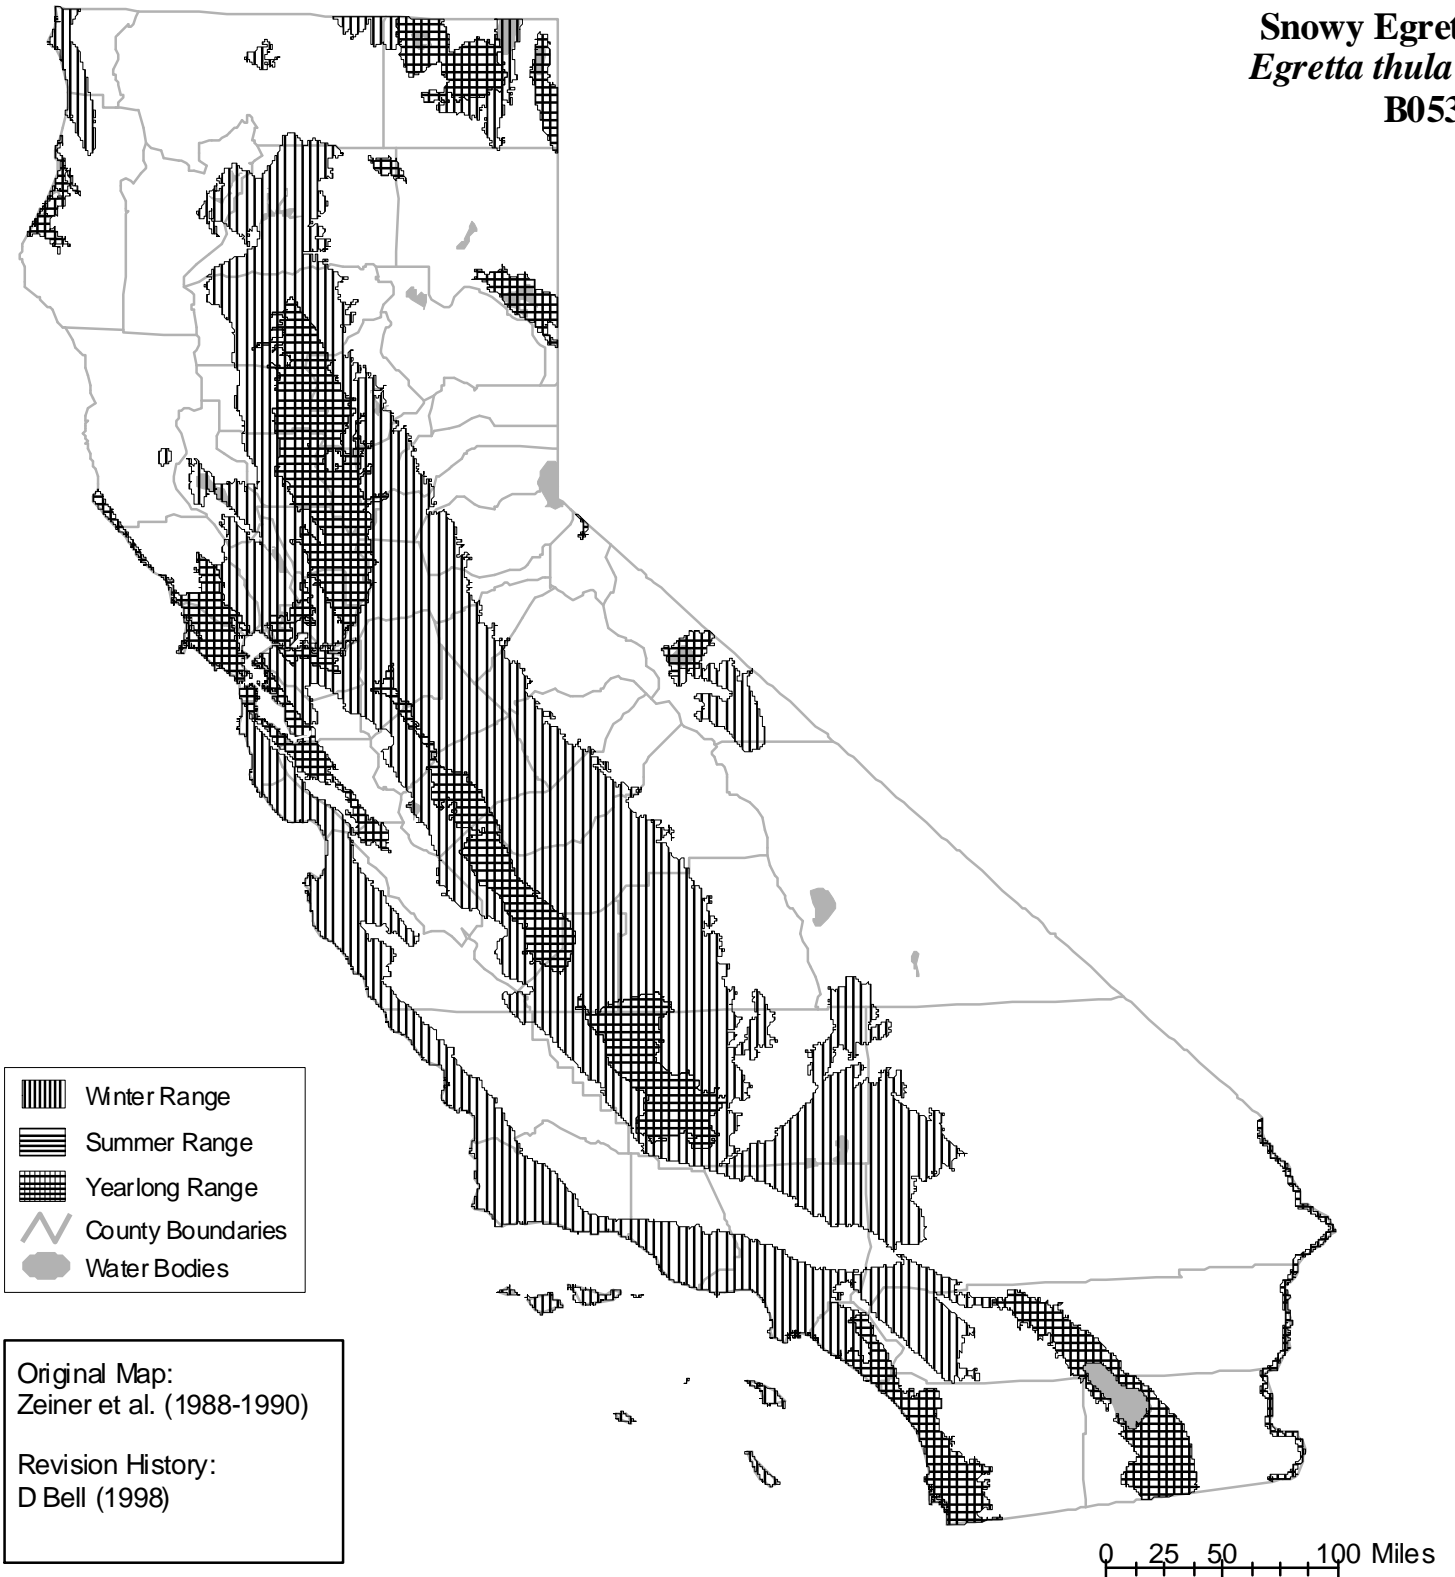 Snowy Egret
Egretta thula
B053
Winter Range
Summer Range
Yearlong Range
County Boundaries
Water Bodies
Original Map:
Zeiner et al. (1988-1990)
Revision History:
D Bell (1998)
0 25 50 100 Miles